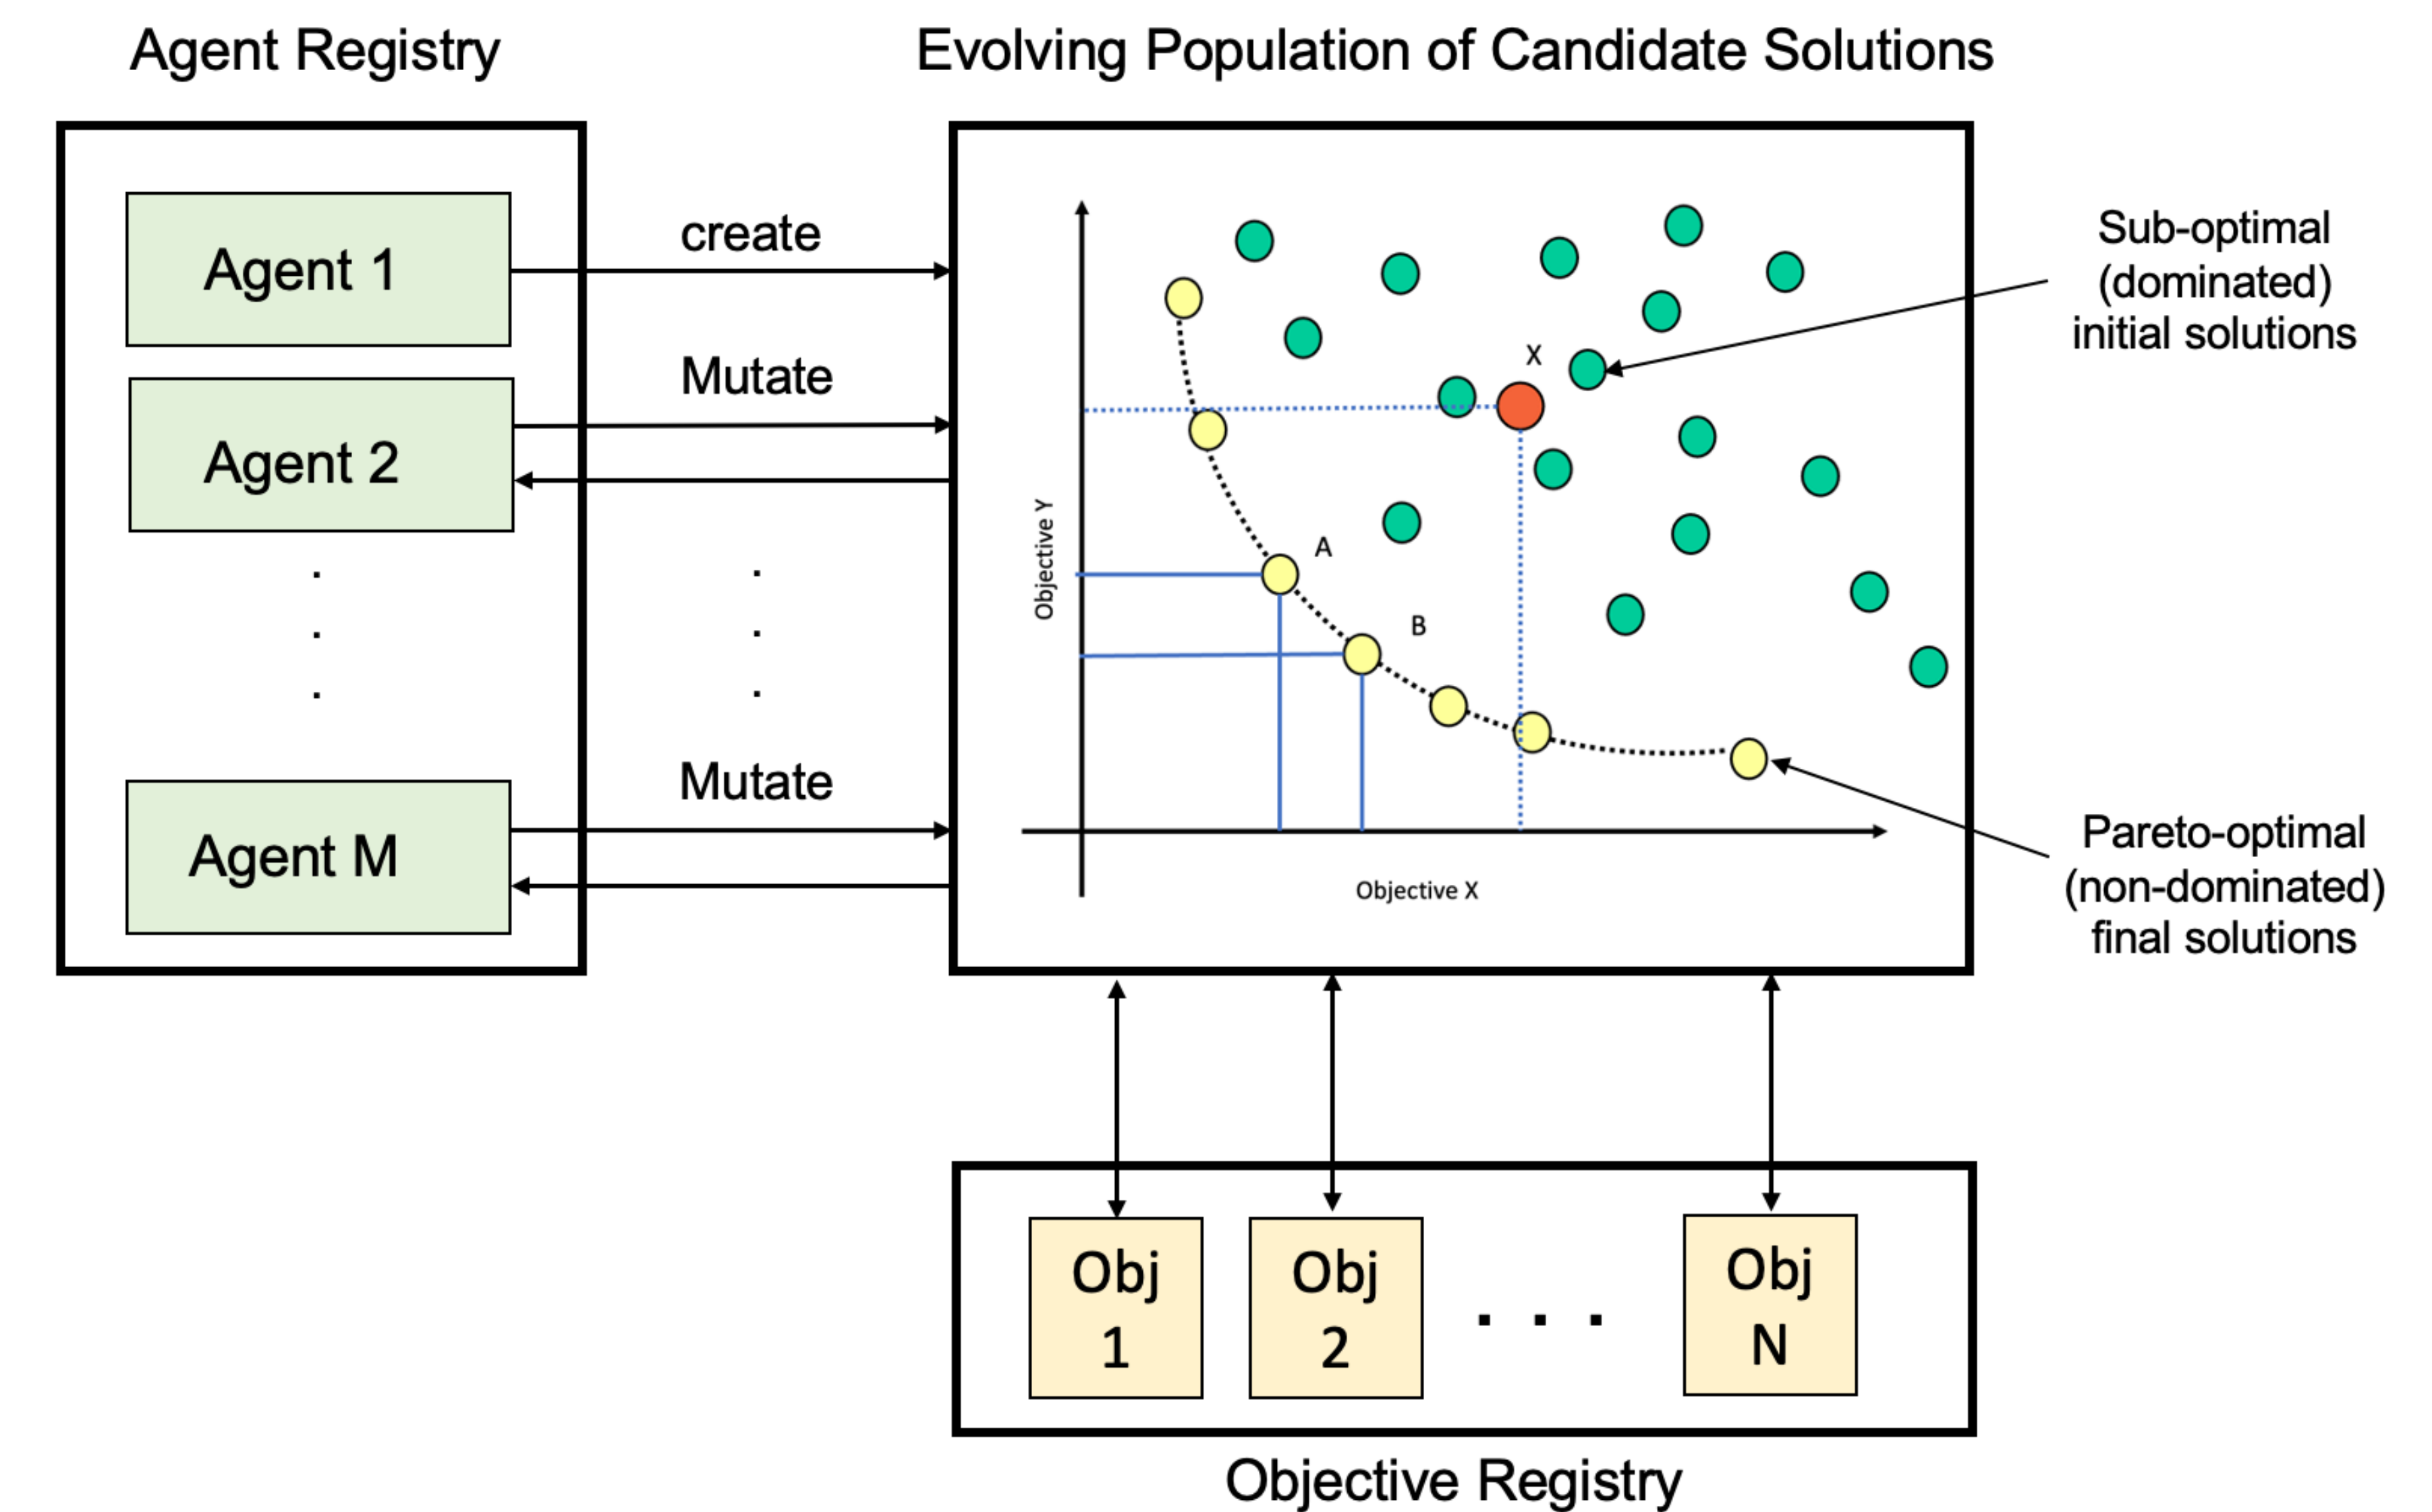 Agent Registry
Evolving Population of Candidate Solutions
Agent 1
create
Agent 2
Mutate
.
.
.
.
.
.
Agent M
Mutate
X
A
B
Objective Y
Objective X
Sub-optimal
(dominated)
initial solutions
Pareto-optimal
(non-dominated)
final solutions
Obj
1
Obj
2
. . .
Obj
N
Objective Registry